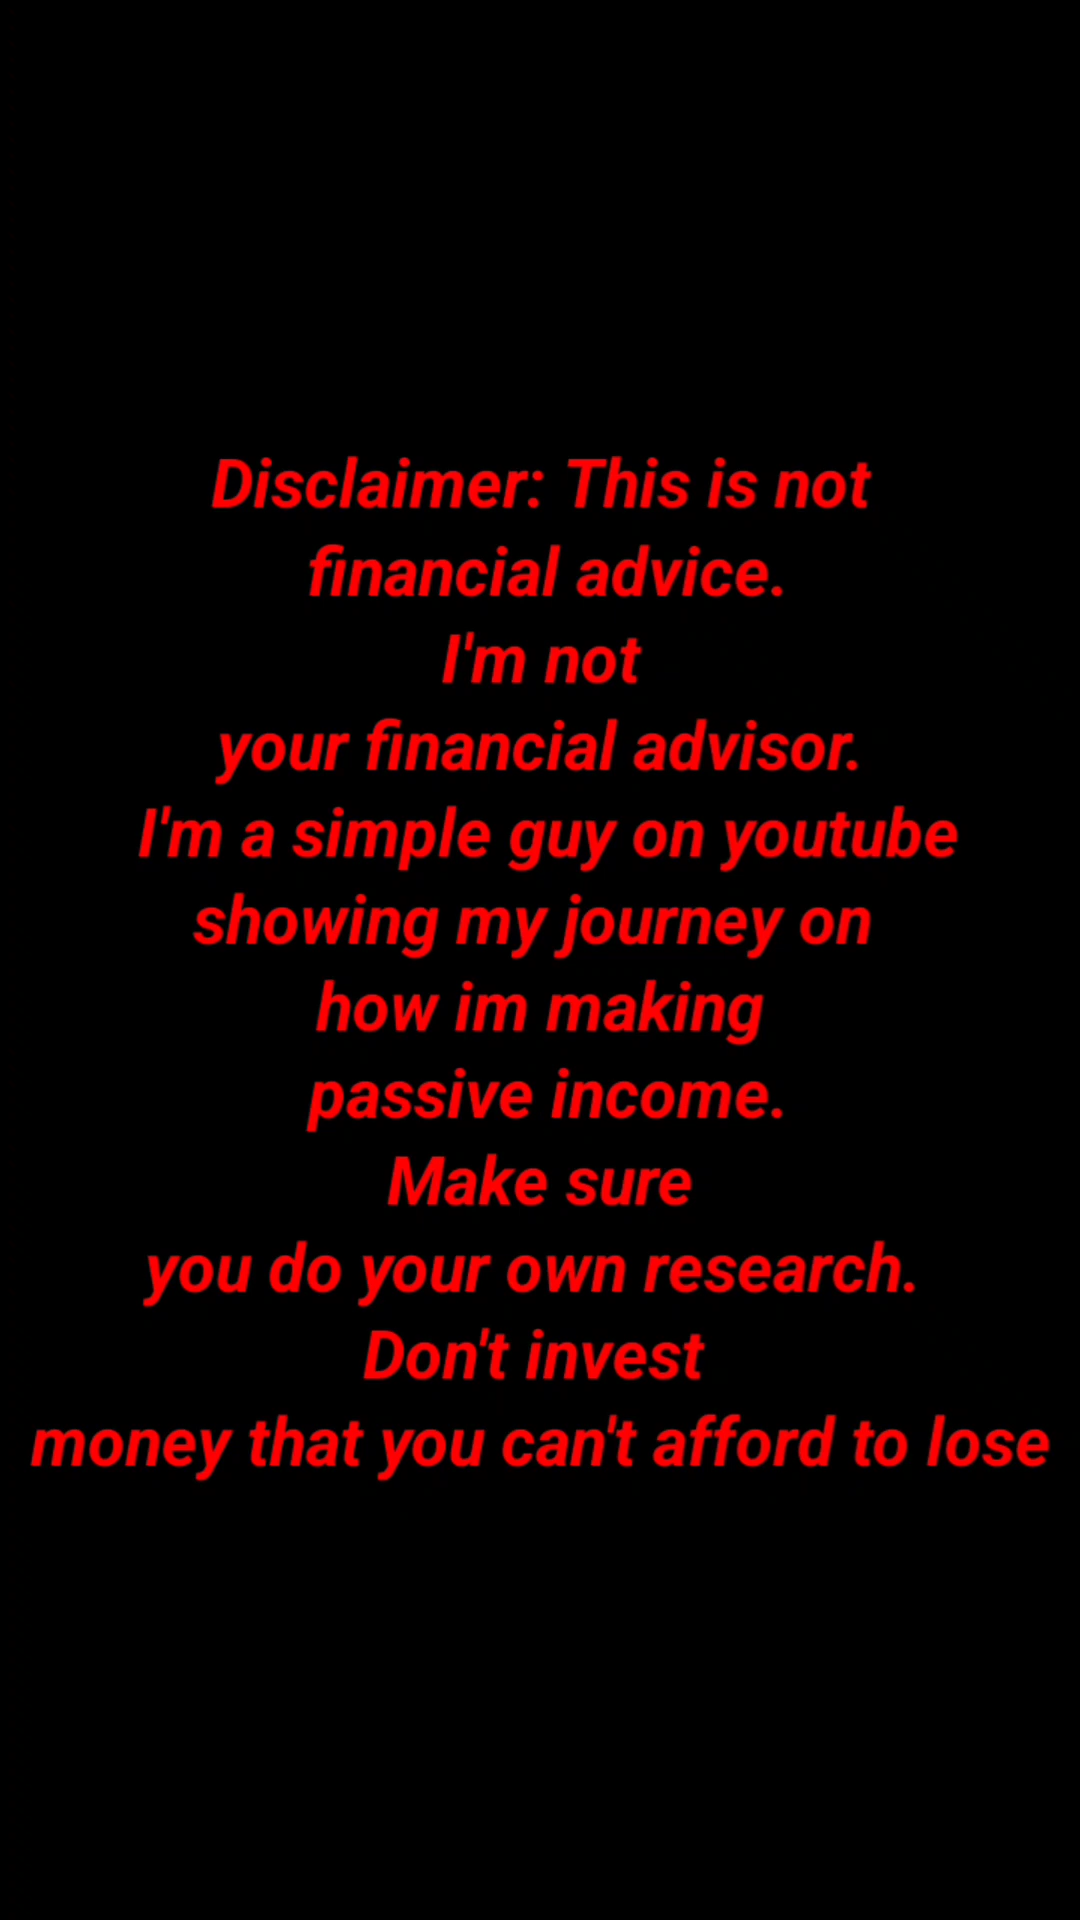 Disclaimer: This is not
financial advice.
I'm not
your financial advisor.
I'm a simple guy on youtube
showing my journey on
how im making
passive income.
Make sure
you do your own research.
Don't invest
money that you can't afford to lose